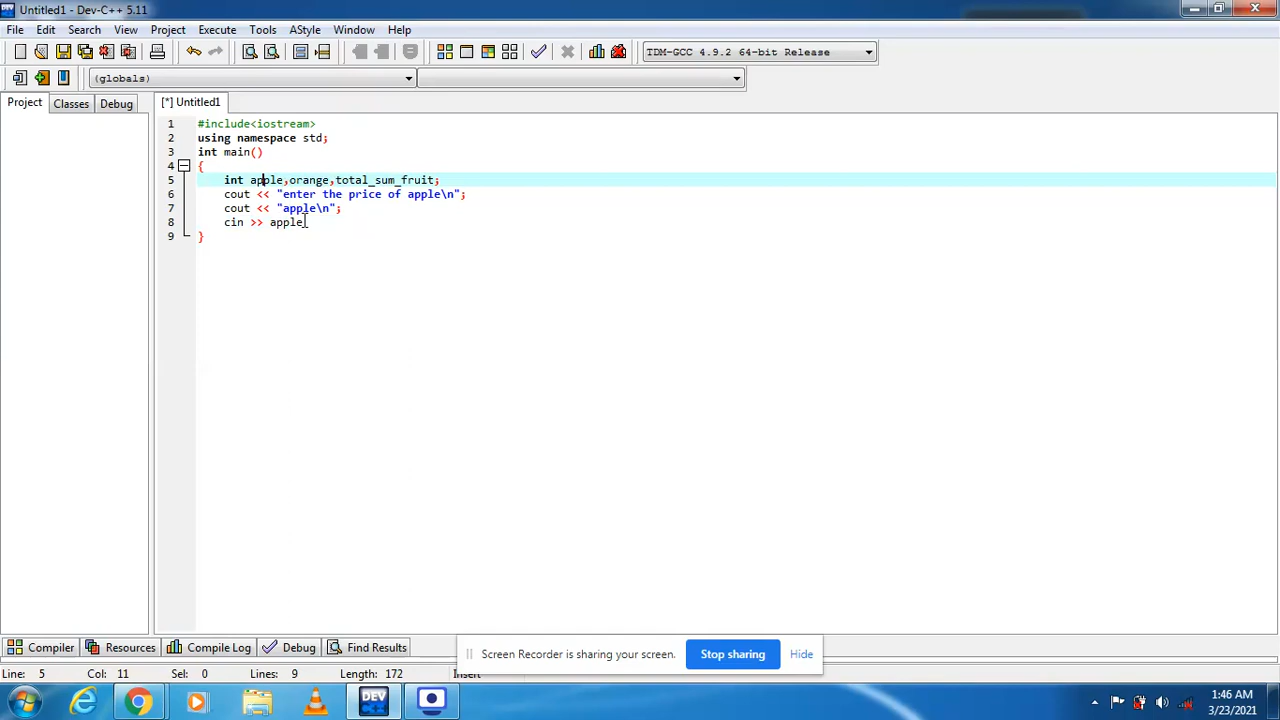 Untitled1 - Dev-C++ 5.11
File Edit Search View Project Execute Tools AStyle Window Help
TDM-GCC 4.9.2 64-bit Release
(globals)
Project Classes Debug
[*] Untitled1
1 #include<iostream>
2 using namespace std;
3 int main()
4 {
5 int apple,orange,total_sum_fruit;
6 cout << "enter the price of apple\n";
7 cout << "apple\n";
8 cin >> apple
9 }
Compiler Resources Compile Log Debug Find Results
Screen Recorder is sharing your screen. Stop sharing Hide
Line: 5 Col: 11 Sel: 0 Lines: 9 Length: 172 Insert
DEV
1:46 AM
3/23/2021